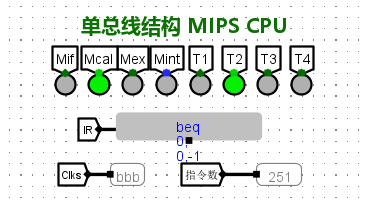 单总线结构 MIPS CPU
Mif Mcal Mex Mint T1 T2 T3 T4
IR
beq
0,
0,-1
Clks bbb 指令数 251